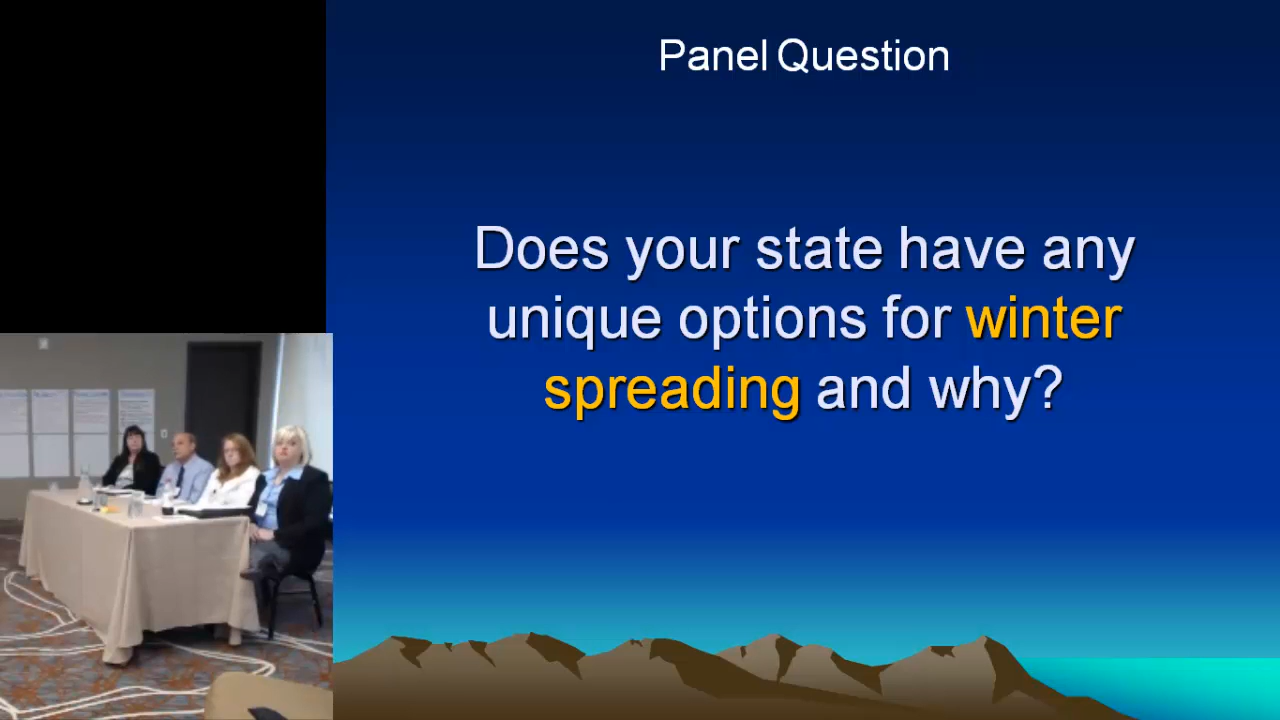 Panel Question
Does your state have any
unique options for winter
spreading and why?